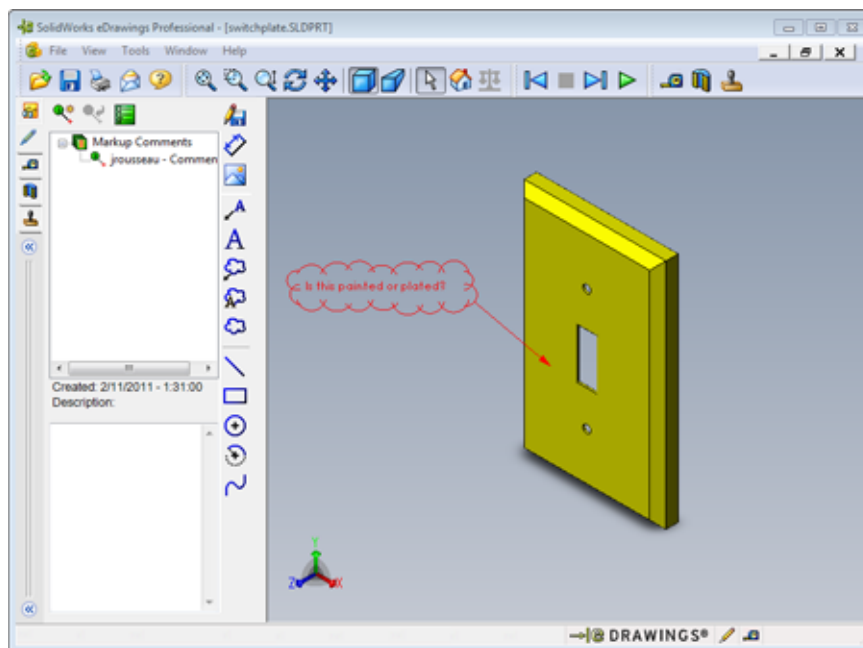 SolidWorks eDrawings Professional - [switchplate.SLDPRT]
File View Tools Window Help
Markup Comments
jrousseau - Commen
Created: 2/11/2011 - 1:31:00
Description:
Is this painted or plated?
Y
Z X
DRAWINGS®